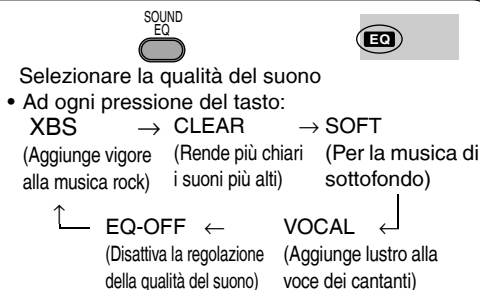 SOUND
EQ
EQ
Selezionare la qualità del suono
• Ad ogni pressione del tasto:
XBS → CLEAR → SOFT
(Aggiunge vigore (Rende più chiari (Per la musica di
alla musica rock) i suoni più alti) sottofondo)
EQ-OFF ← VOCAL
(Disattiva la regolazione (Aggiunge lustro alla
della qualità del suono) voce dei cantanti)